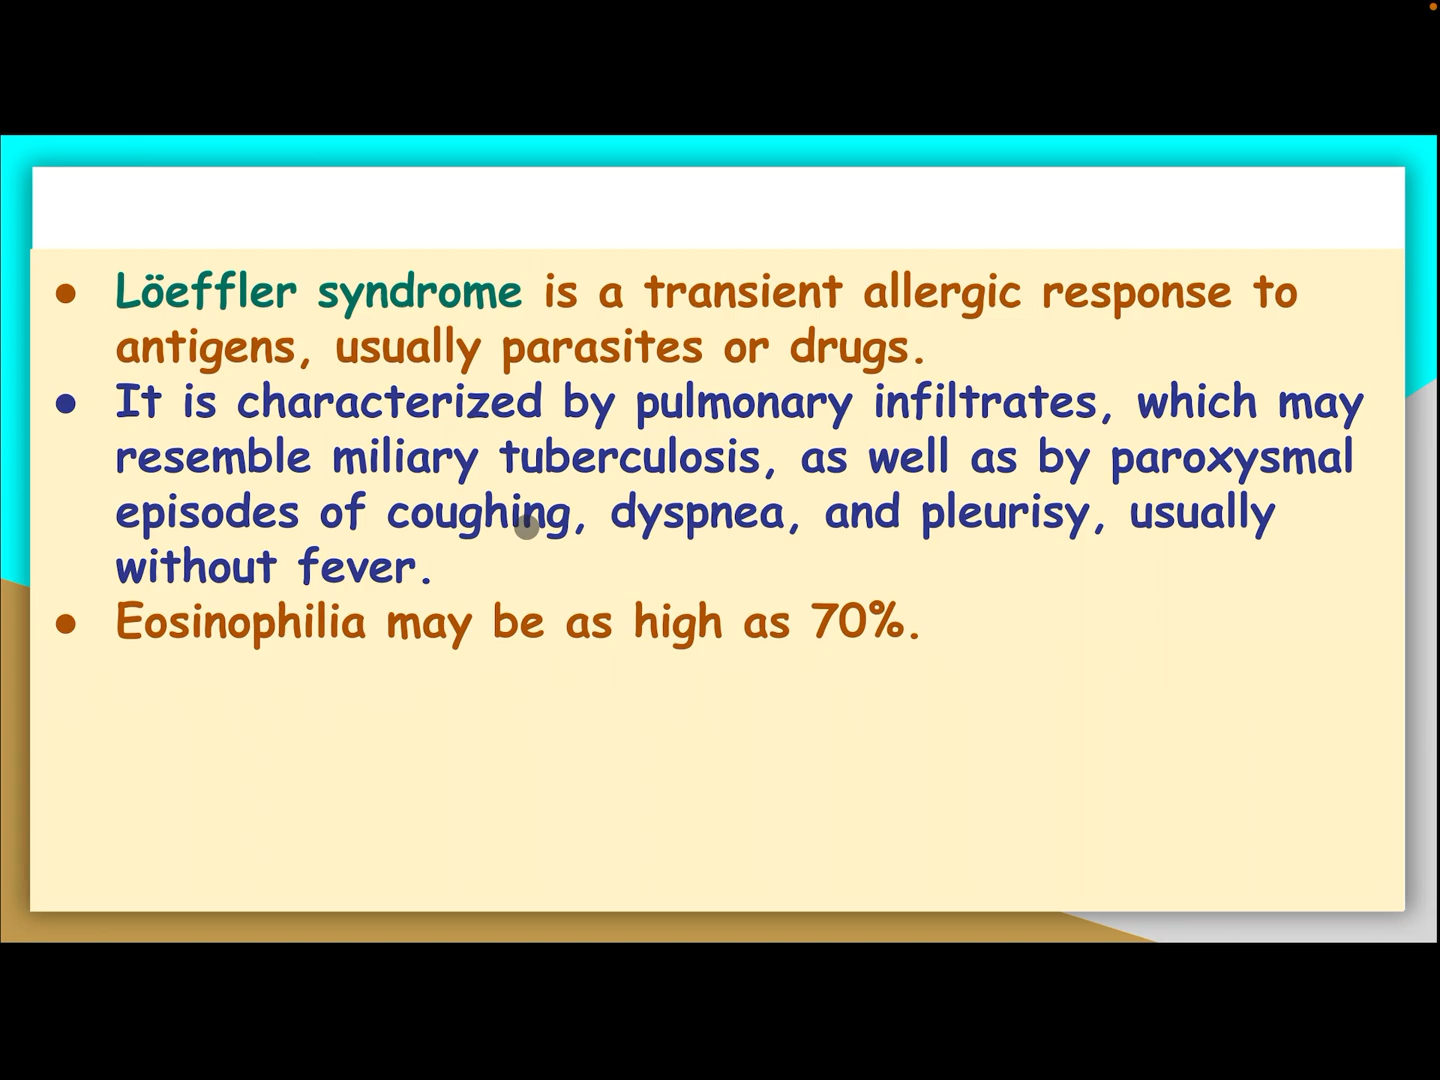 ● Löeffler syndrome is a transient allergic response to
antigens, usually parasites or drugs.
● It is characterized by pulmonary infiltrates, which may
resemble miliary tuberculosis, as well as by paroxysmal
episodes of coughing, dyspnea, and pleurisy, usually
without fever.
● Eosinophilia may be as high as 70%.